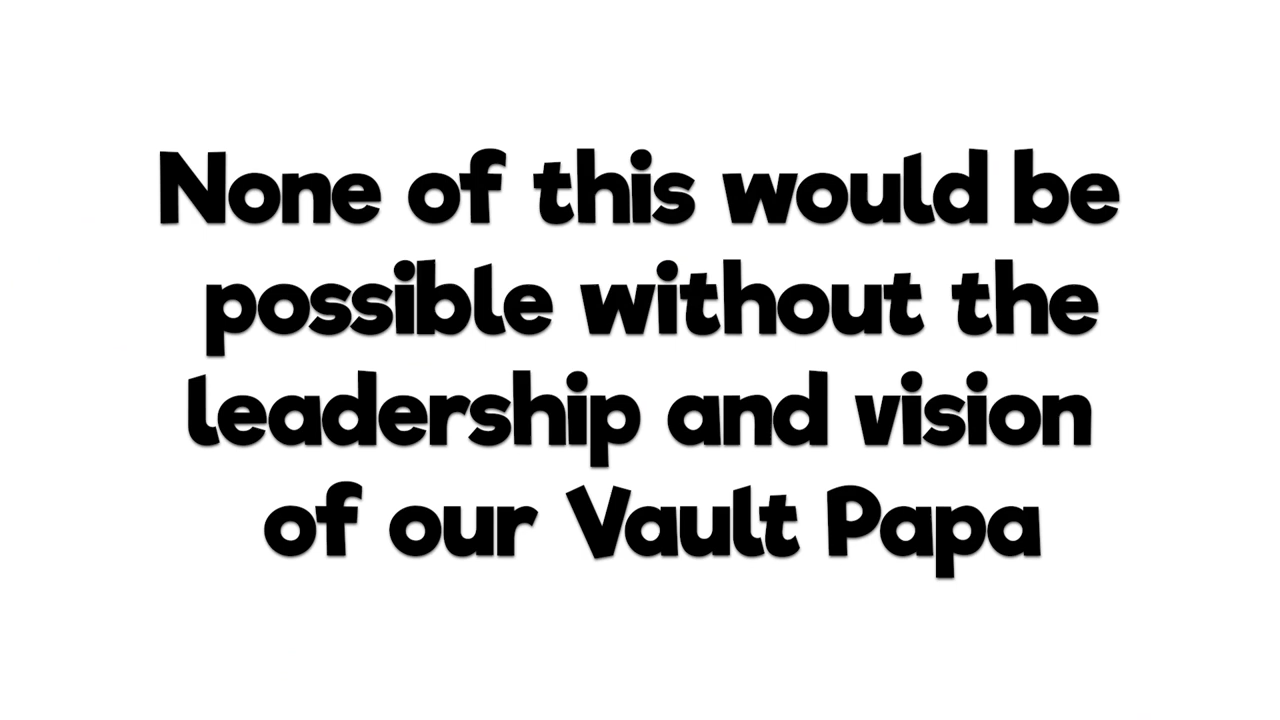 None of this would be
possible without the
leadership and vision
of our Vault Papa